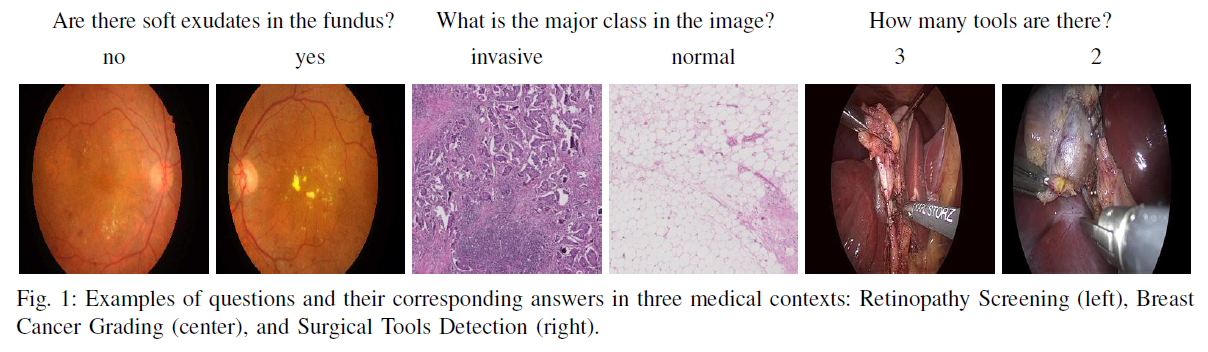 Are there soft exudates in the fundus? What is the major class in the image? How many tools are there?
no yes invasive normal 3 2
STORZ
Fig. 1: Examples of questions and their corresponding answers in three medical contexts: Retinopathy Screening (left), Breast
Cancer Grading (center), and Surgical Tools Detection (right).